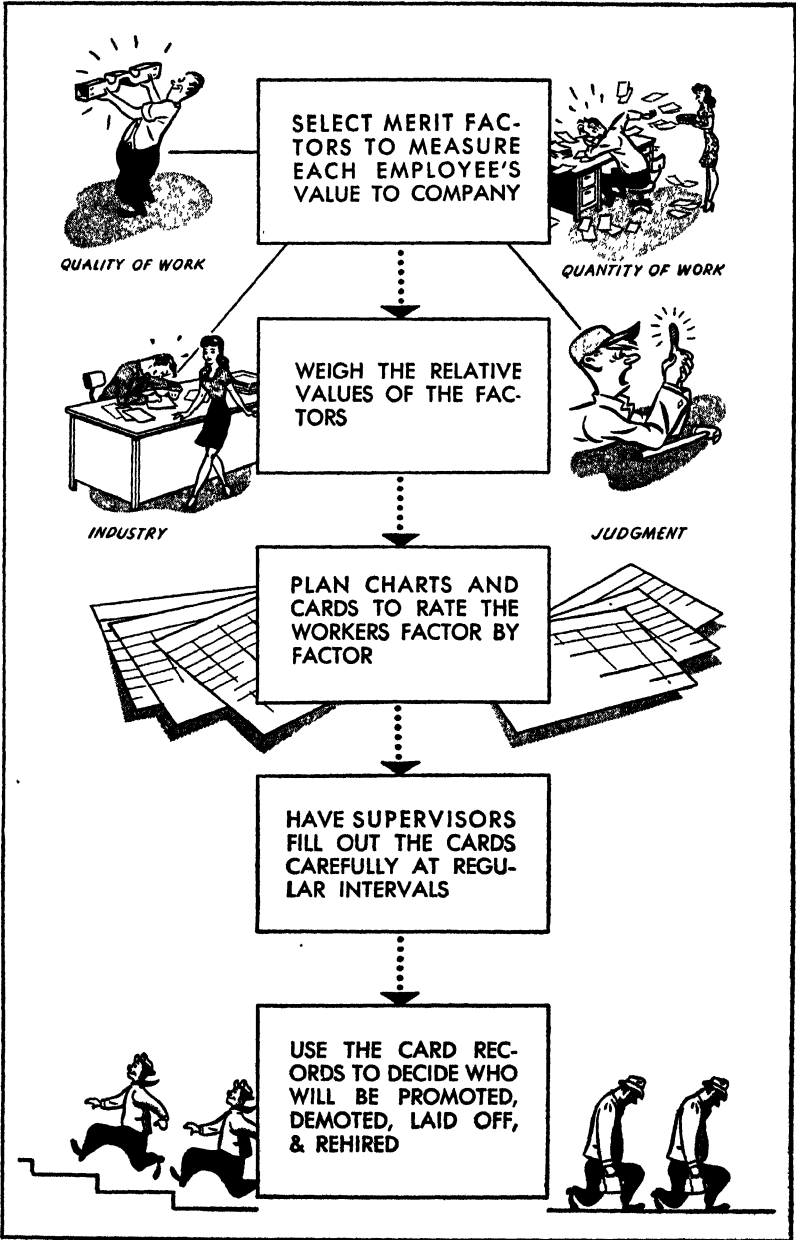 SELECT MERIT FAC-
TORS TO MEASURE
EACH EMPLOYEE'S
VALUE TO COMPANY
QUALITY OF WORK
QUANTITY OF WORK
WEIGH THE RELATIVE
VALUES OF THE FAC-
TORS
INDUSTRY
JUDGMENT
PLAN CHARTS AND
CARDS TO RATE THE
WORKERS FACTOR BY
FACTOR
HAVE SUPERVISORS
FILL OUT THE CARDS
CAREFULLY AT REGU-
LAR INTERVALS
USE THE CARD REC-
ORDS TO DECIDE WHO
WILL BE PROMOTED,
DEMOTED, LAID OFF,
& REHIRED